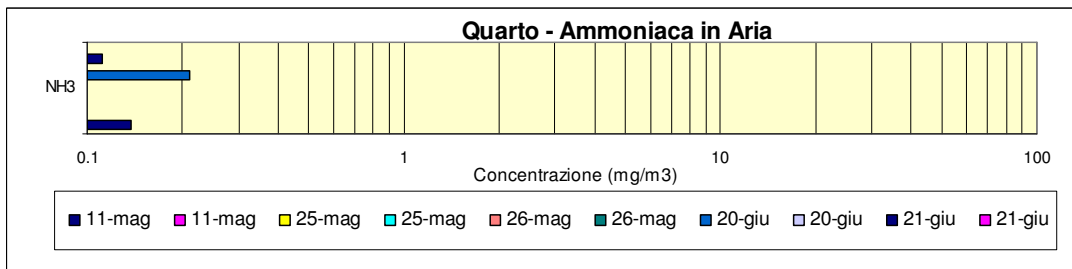 Quarto - Ammoniaca in Aria
NH3
0.1 1 10 100
Concentrazione (mg/m3)
11-mag 11-mag 25-mag 25-mag 26-mag 26-mag 20-giu 20-giu 21-giu 21-giu